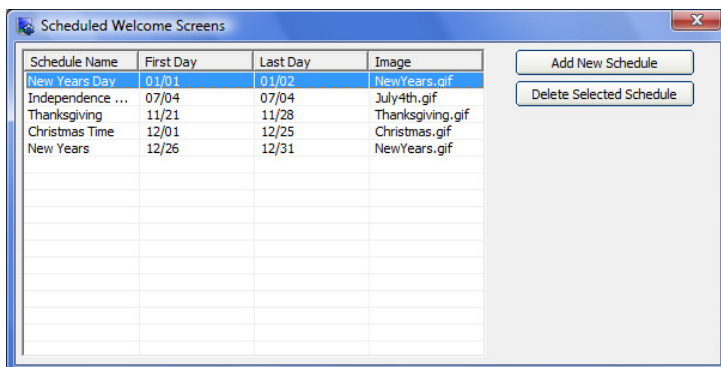 Scheduled Welcome Screens
Schedule Name First Day Last Day Image
New Years Day 01/01 01/02 NewYears.gif
Independence ... 07/04 07/04 July4th.gif
Thanksgiving 11/21 11/28 Thanksgiving.gif
Christmas Time 12/01 12/25 Christmas.gif
New Years 12/26 12/31 NewYears.gif
Add New Schedule
Delete Selected Schedule